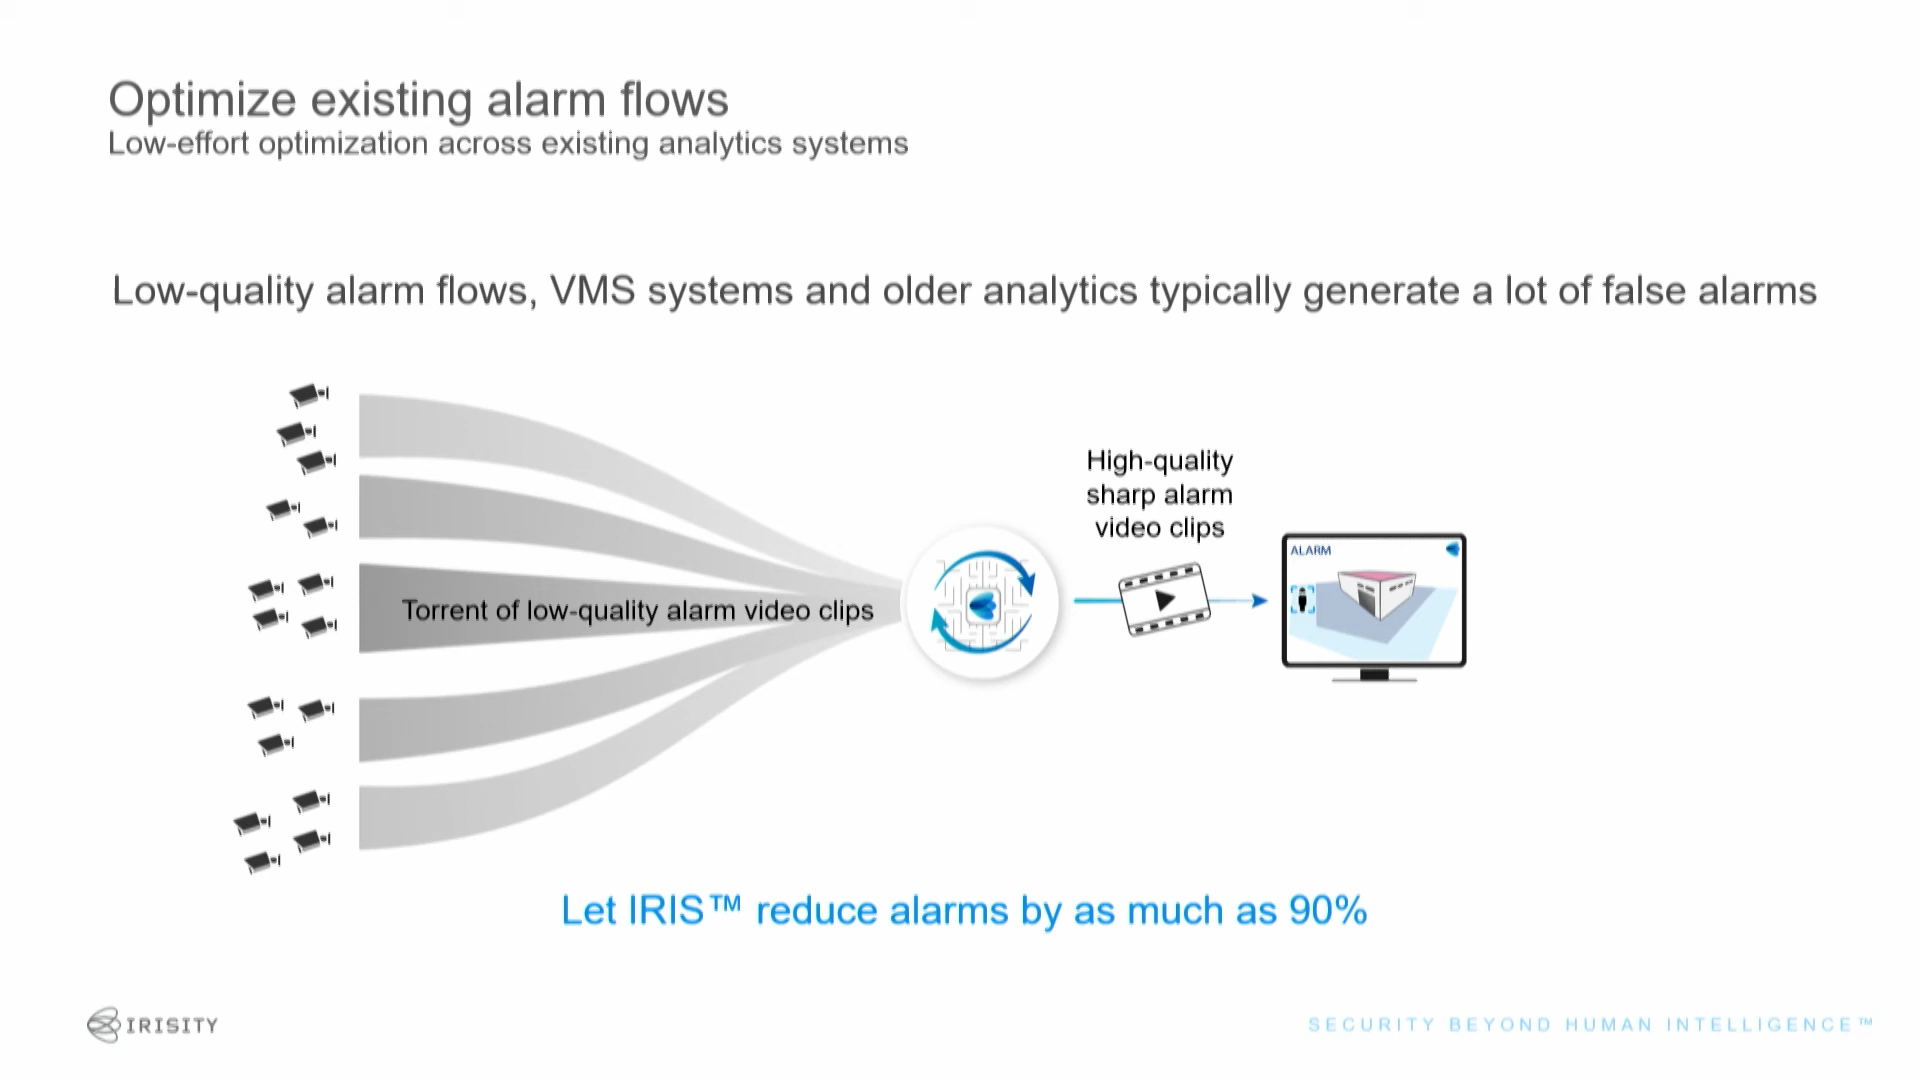 Optimize existing alarm flows
Low-effort optimization across existing analytics systems
Low-quality alarm flows, VMS systems and older analytics typically generate a lot of false alarms
High-quality
sharp alarm
video clips
ALARM
Torrent of low-quality alarm video clips
Let IRIS™ reduce alarms by as much as 90%
IRISITY
SECURITY BEYOND HUMAN INTELLIGENCE™